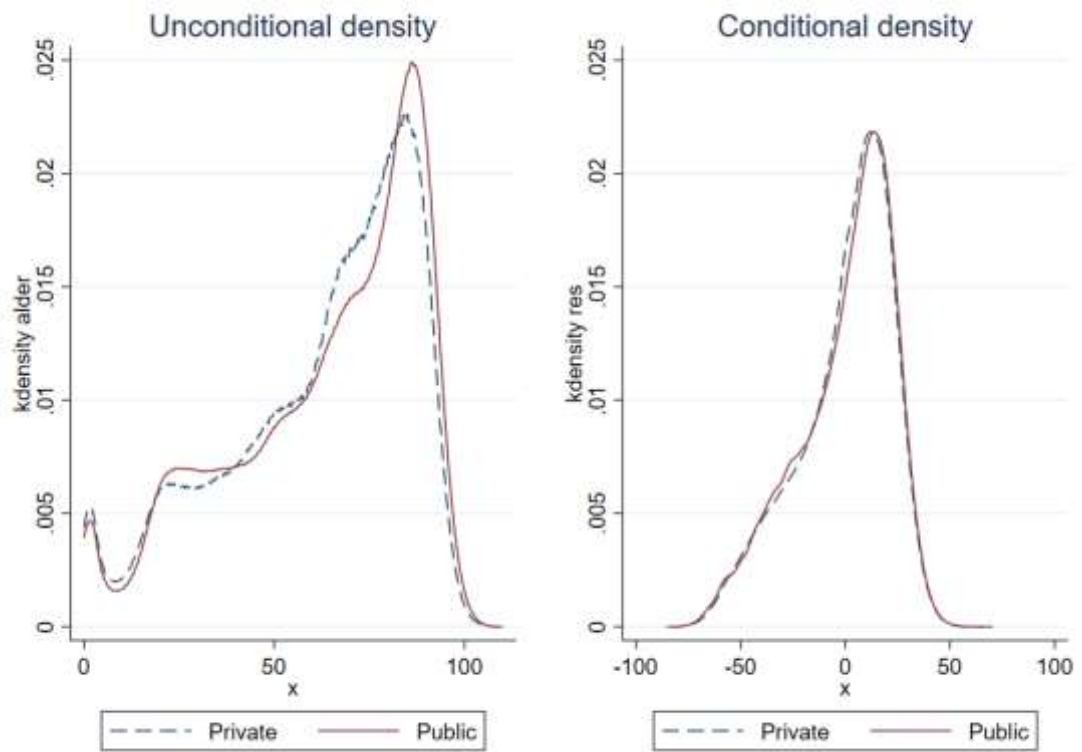 Unconditional density
kdensity alder
.025
.02
.015
.01
.005
0
0 50 100
x
Private Public
Conditional density
kdensity res
.025
.02
.015
.01
.005
0
-100 -50 0 50 100
x
Private Public